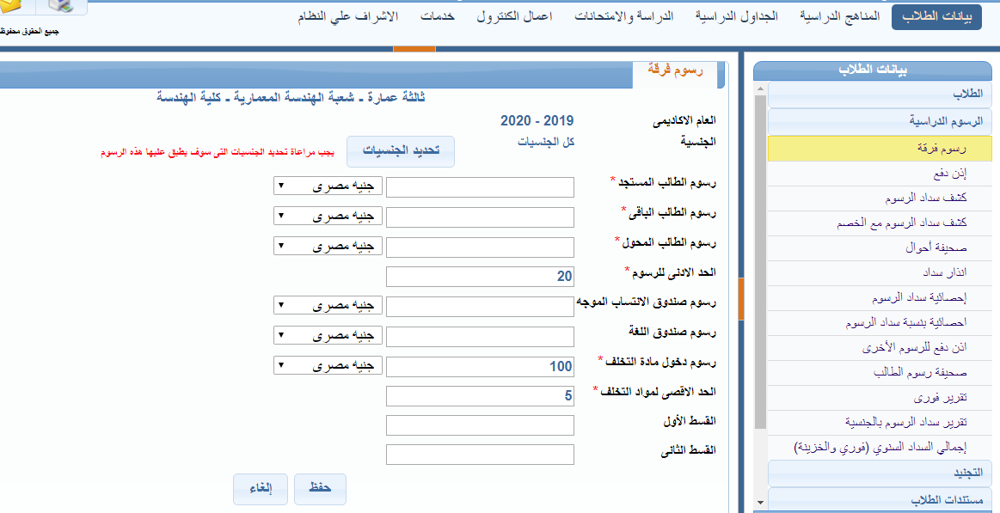 بيانات الطلاب المناهج الدراسية الجداول الدراسية الدراسة والامتحانات اعمال الكنترول خدمات الاشراف علي النظام
جميع الحقوق محفوظة
بيانات الطلاب
الطلاب
الرسوم الدراسية
رسوم فرقة
إذن دفع
كشف سداد الرسوم
كشف سداد الرسوم مع الخصم
صحيفة أحوال
انذار سداد
إحصائية سداد الرسوم
احصائية بنسبة سداد الرسوم
اذن دفع للرسوم الأخرى
صحيفة رسوم الطالب
تقرير فورى
تقرير سداد الرسوم بالجنسية
إجمالي السداد السنوي (فوري والخزينة)
التجنيد
مستندات الطلاب
رسوم فرقة
ثالثة عمارة - شعبة الهندسة المعمارية - كلية الهندسة
العام الاكاديمى 2019 - 2020
الجنسية كل الجنسيات
تحديد الجنسيات يجب مراعاة تحديد الجنسيات التى سوف يطبق عليها هذه الرسوم
رسوم الطالب المستجد * جنيه مصرى
رسوم الطالب الباقى * جنيه مصرى
رسوم الطالب المحول * جنيه مصرى
الحد الادنى للرسوم * 20
رسوم صندوق الانتساب الموجه جنيه مصرى
رسوم صندوق اللغة جنيه مصرى
رسوم دخول مادة التخلف * 100 جنيه مصرى
الحد الاقصى لمواد التخلف * 5
القسط الأول
القسط الثانى
حفظ إلغاء